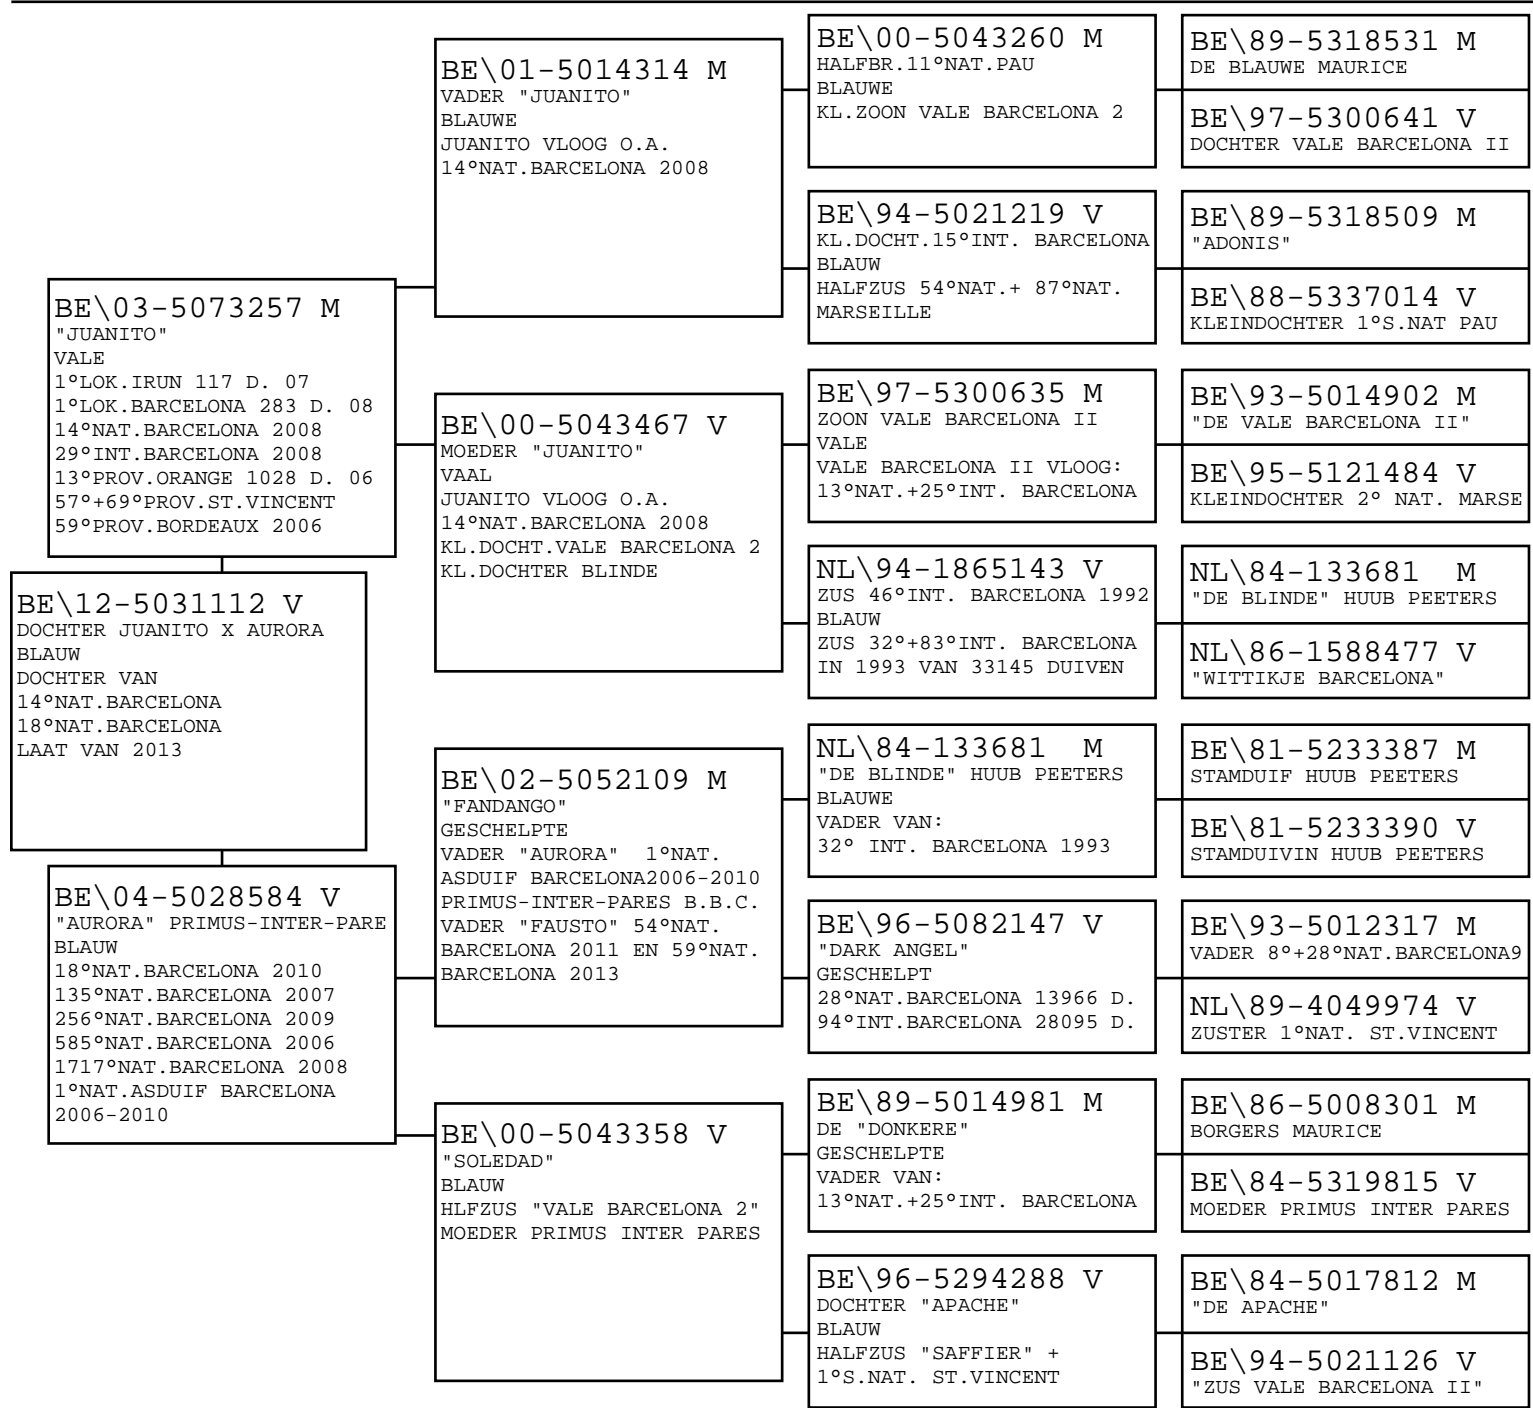 BE\12-5031112 V
DOCHTER JUANITO X AURORA
BLAUW
DOCHTER VAN
14°NAT.BARCELONA
18°NAT.BARCELONA
LAAT VAN 2013
BE\03-5073257 M
"JUANITO"
VALE
1°LOK.IRUN 117 D. 07
1°LOK.BARCELONA 283 D. 08
14°NAT.BARCELONA 2008
29°INT.BARCELONA 2008
13°PROV.ORANGE 1028 D. 06
57°+69°PROV.ST.VINCENT
59°PROV.BORDEAUX 2006
BE\04-5028584 V
"AURORA" PRIMUS-INTER-PARE
BLAUW
18°NAT.BARCELONA 2010
135°NAT.BARCELONA 2007
256°NAT.BARCELONA 2009
585°NAT.BARCELONA 2006
1717°NAT.BARCELONA 2008
1°NAT.ASDUIF BARCELONA
2006-2010
BE\01-5014314 M
VADER "JUANITO"
BLAUWE
JUANITO VLOOG O.A.
14°NAT.BARCELONA 2008
BE\00-5043467 V
MOEDER "JUANITO"
VAAL
JUANITO VLOOG O.A.
14°NAT.BARCELONA 2008
KL.DOCHT.VALE BARCELONA 2
KL.DOCHTER BLINDE
BE\02-5052109 M
"FANDANGO"
GESCHELPTE
VADER "AURORA"  1°NAT.
ASDUIF BARCELONA2006-2010
PRIMUS-INTER-PARES B.B.C.
VADER "FAUSTO" 54°NAT.
BARCELONA 2011 EN 59°NAT.
BARCELONA 2013
BE\00-5043358 V
"SOLEDAD"
BLAUW
HLFZUS "VALE BARCELONA 2"
MOEDER PRIMUS INTER PARES
BE\00-5043260 M
HALFBR.11°NAT.PAU
BLAUWE
KL.ZOON VALE BARCELONA 2
BE\94-5021219 V
KL.DOCHT.15°INT. BARCELONA
BLAUW
HALFZUS 54°NAT.+ 87°NAT.
MARSEILLE
BE\97-5300635 M
ZOON VALE BARCELONA II
VALE
VALE BARCELONA II VLOOG:
13°NAT.+25°INT. BARCELONA
NL\94-1865143 V
ZUS 46°INT. BARCELONA 1992
BLAUW
ZUS 32°+83°INT. BARCELONA
IN 1993 VAN 33145 DUIVEN
NL\84-133681  M
"DE BLINDE" HUUB PEETERS
BLAUWE
VADER VAN:
32° INT. BARCELONA 1993
BE\96-5082147 V
"DARK ANGEL"
GESCHELPT
28°NAT.BARCELONA 13966 D.
94°INT.BARCELONA 28095 D.
BE\89-5014981 M
DE "DONKERE"
GESCHELPTE
VADER VAN:
13°NAT.+25°INT. BARCELONA
BE\96-5294288 V
DOCHTER "APACHE"
BLAUW
HALFZUS "SAFFIER" +
1°S.NAT. ST.VINCENT
BE\89-5318531 M
DE BLAUWE MAURICE
BE\97-5300641 V
DOCHTER VALE BARCELONA II
BE\89-5318509 M
"ADONIS"
BE\88-5337014 V
KLEINDOCHTER 1°S.NAT PAU
BE\93-5014902 M
"DE VALE BARCELONA II"
BE\95-5121484 V
KLEINDOCHTER 2° NAT. MARSE
NL\84-133681  M
"DE BLINDE" HUUB PEETERS
NL\86-1588477 V
"WITTIKJE BARCELONA"
BE\81-5233387 M
STAMDUIF HUUB PEETERS
BE\81-5233390 V
STAMDUIVIN HUUB PEETERS
BE\93-5012317 M
VADER 8°+28°NAT.BARCELONA9
NL\89-4049974 V
ZUSTER 1°NAT. ST.VINCENT
BE\86-5008301 M
BORGERS MAURICE
BE\84-5319815 V
MOEDER PRIMUS INTER PARES
BE\84-5017812 M
"DE APACHE"
BE\94-5021126 V
"ZUS VALE BARCELONA II"